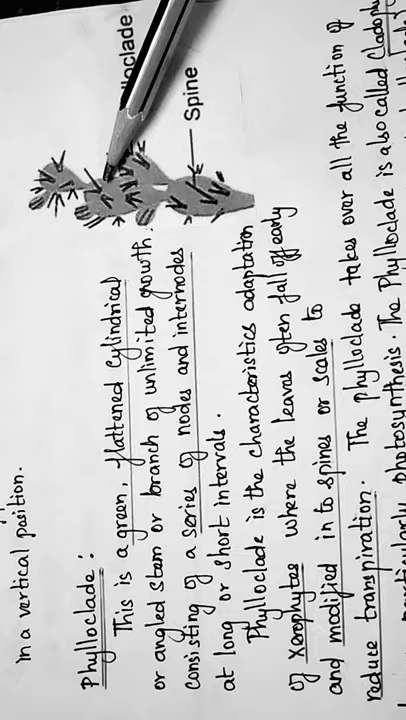 in a vertical position.
Phylloclade :
This is a green, flattened cylindrical
or angled stem or branch of unlimited growth.
consisting of a series of nodes and internodes
at long or short intervals.
Phylloclade is the characteristics adaptation
of Xerophytes where the leaves often fall off early
and modified in to spines or scales to
reduce transpiration. The phylloclade takes over all the function of
particularly photosynthesis. The Phylloclade is also called
Spine